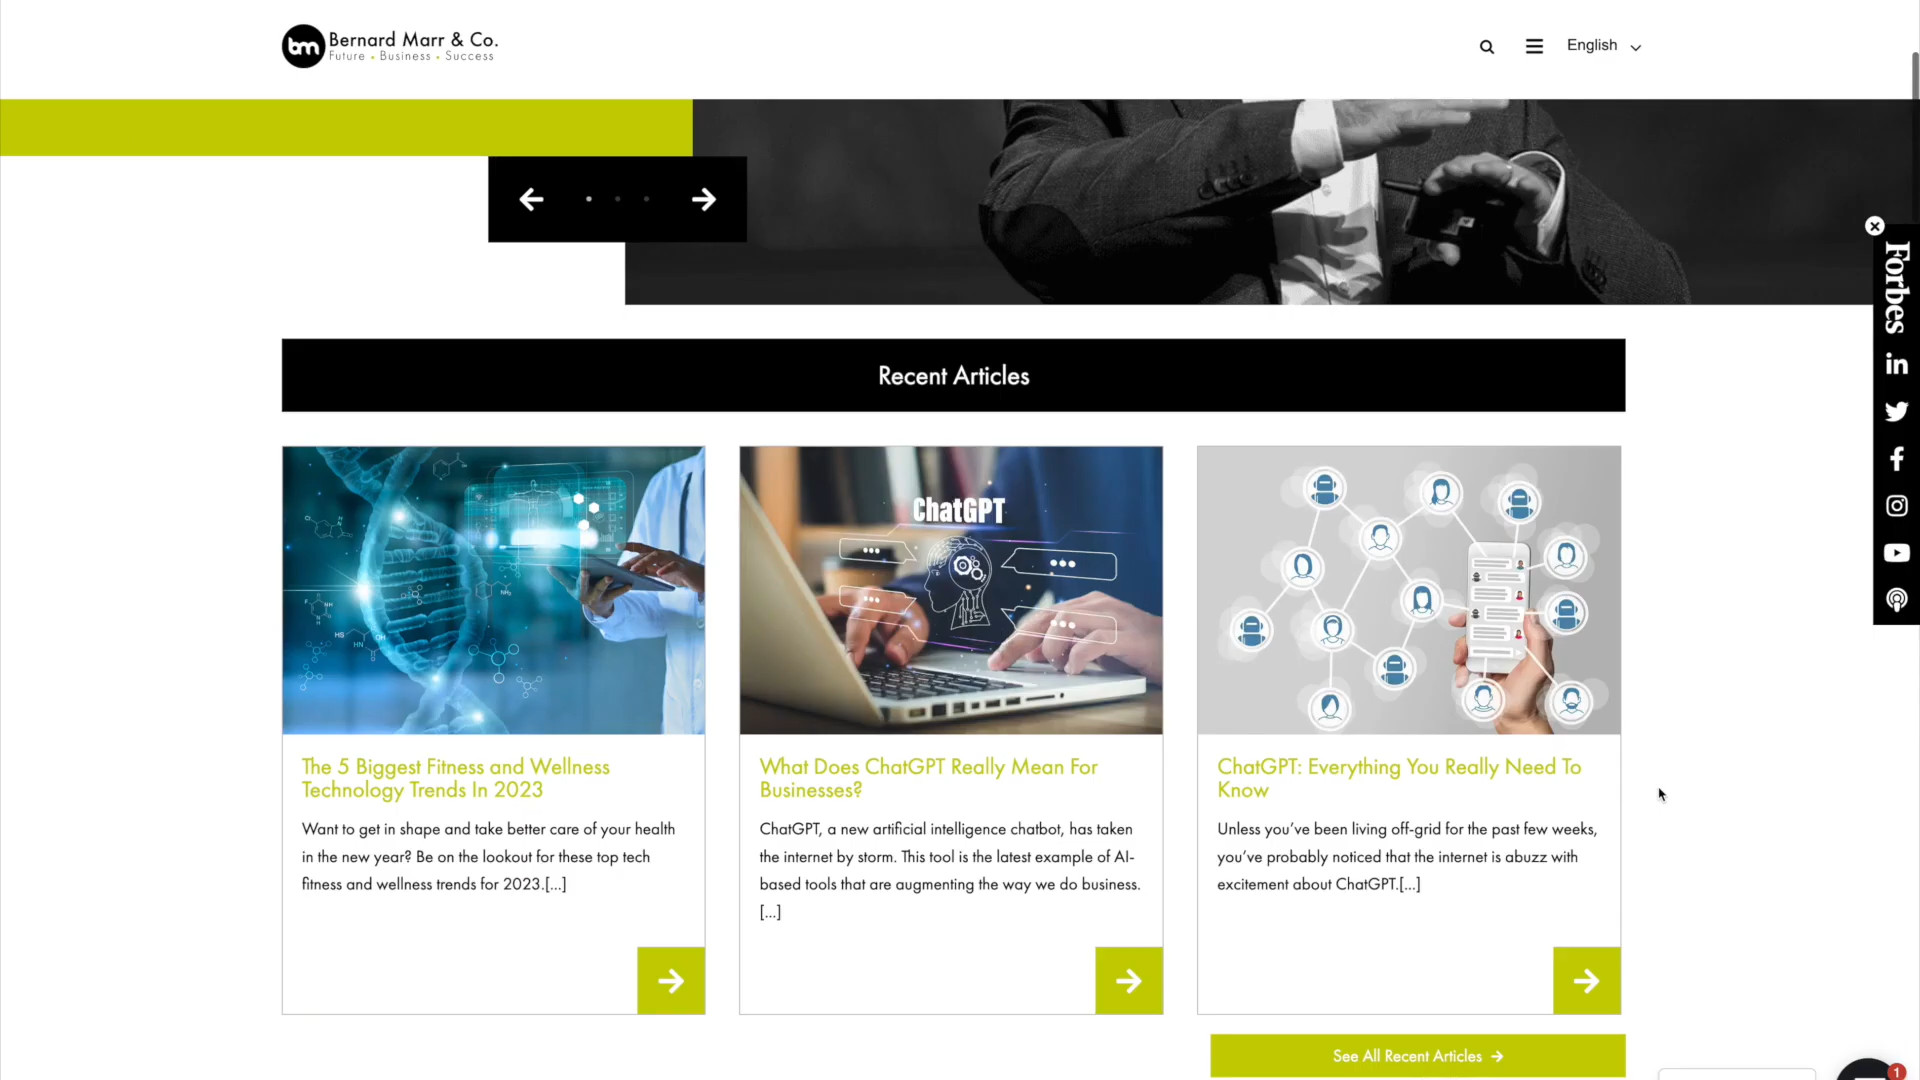 bm
Bernard Marr & Co.
Future • Business • Success
English
Forbes
Recent Articles
HS
OH
HN
NH₂
ChatGPT
The 5 Biggest Fitness and Wellness
Technology Trends In 2023
Want to get in shape and take better care of your health
in the new year? Be on the lookout for these top tech
fitness and wellness trends for 2023.[...]
What Does ChatGPT Really Mean For
Businesses?
ChatGPT, a new artificial intelligence chatbot, has taken
the internet by storm. This tool is the latest example of AI-
based tools that are augmenting the way we do business.
[...]
ChatGPT: Everything You Really Need To
Know
Unless you’ve been living off-grid for the past few weeks,
you’ve probably noticed that the internet is abuzz with
excitement about ChatGPT.[...]
See All Recent Articles →
1